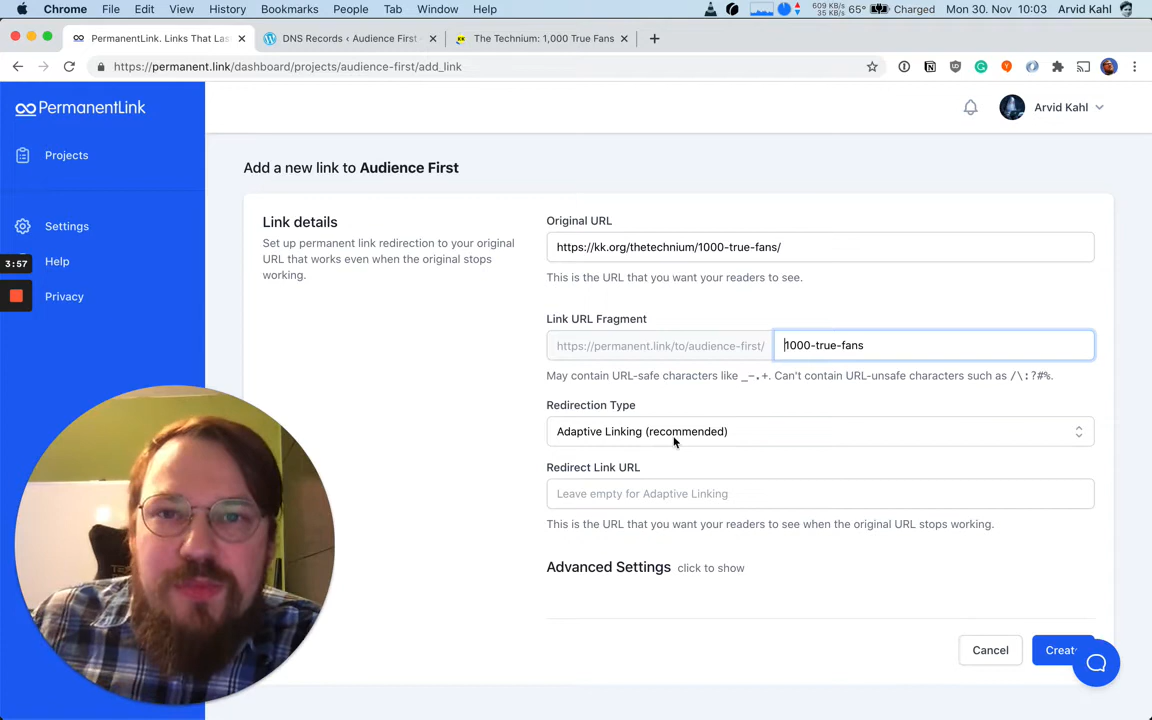 Chrome File Edit View History Bookmarks People Tab Window Help 609 KB/s 35 KB/s 65° Charged Mon 30. Nov 10:03 Arvid Kahl
PermanentLink. Links That Las
DNS Records ‹ Audience First
The Technium: 1,000 True Fans
https://permanent.link/dashboard/projects/audience-first/add_link
PermanentLink
Arvid Kahl
Projects
Settings
Help
Privacy
3:57
Add a new link to Audience First
Link details
Set up permanent link redirection to your original
URL that works even when the original stops
working.
Original URL
https://kk.org/thetechnium/1000-true-fans/
This is the URL that you want your readers to see.
Link URL Fragment
https://permanent.link/to/audience-first/ 1000-true-fans
May contain URL-safe characters like _-.+. Can't contain URL-unsafe characters such as /\:?#%.
Redirection Type
Adaptive Linking (recommended)
Redirect Link URL
Leave empty for Adaptive Linking
This is the URL that you want your readers to see when the original URL stops working.
Advanced Settings click to show
Cancel Creat